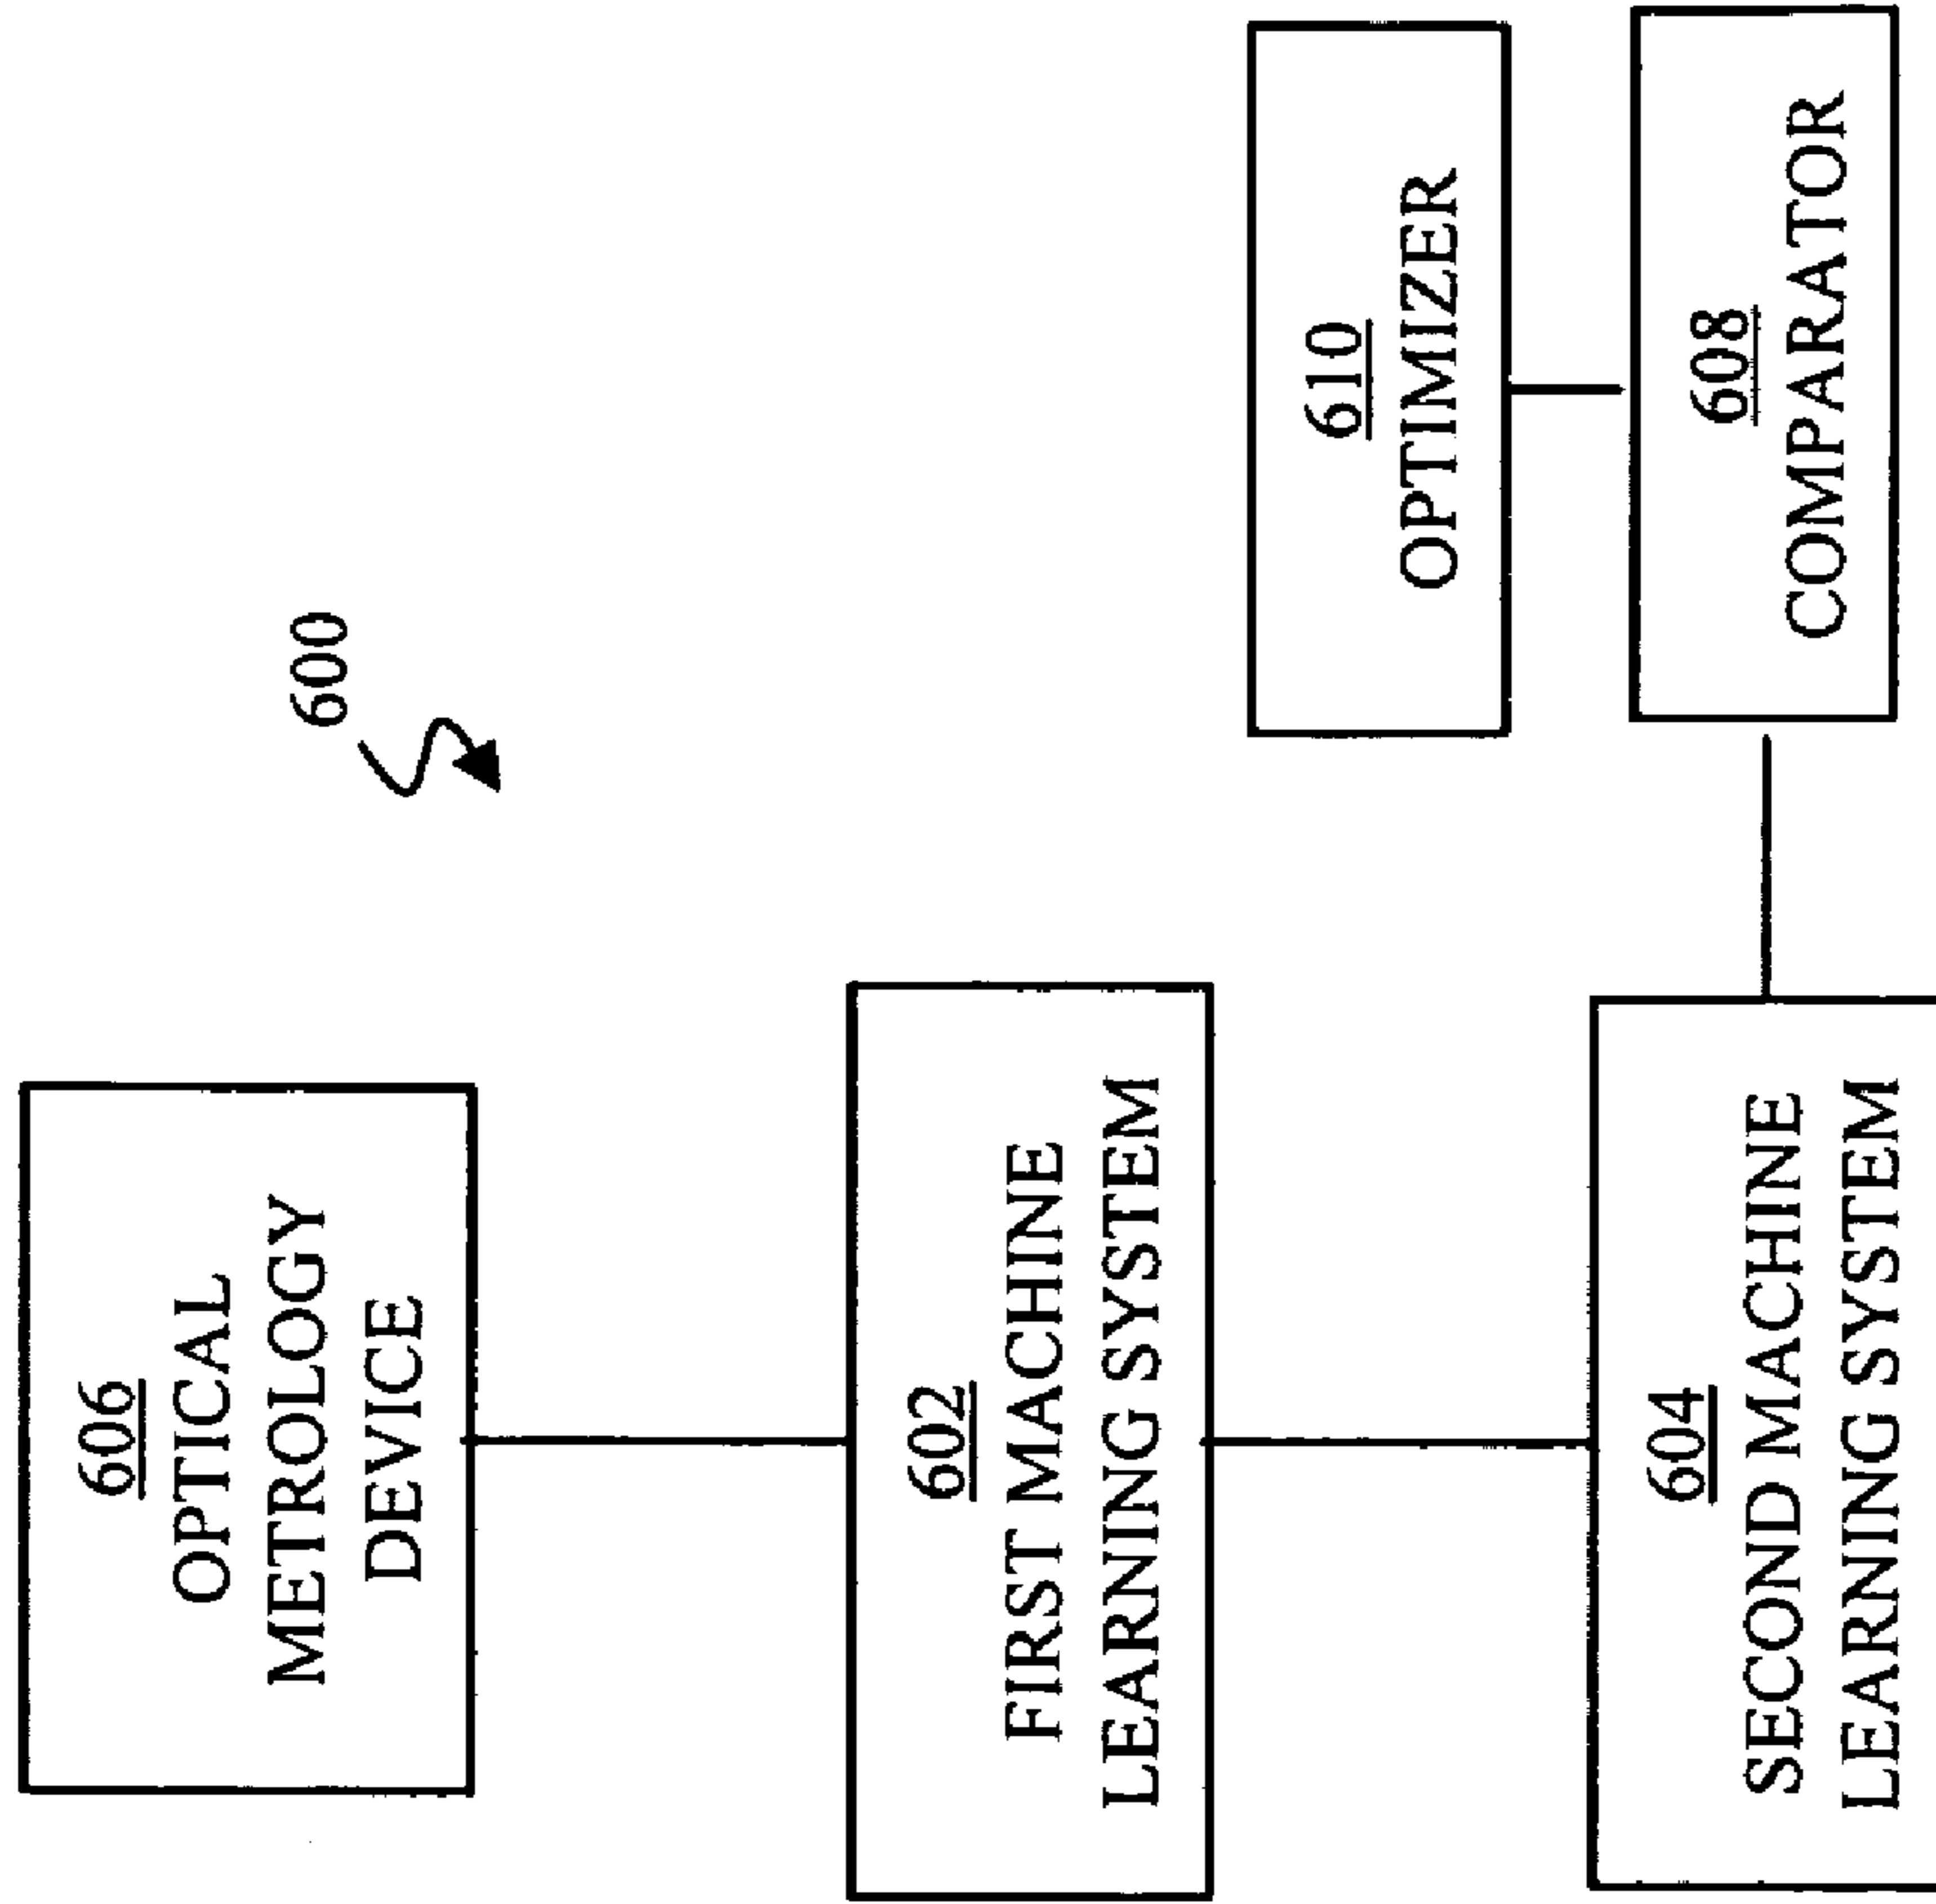 606
OPTICAL
METROLOGY
DEVICE
600
602
FIRST MACHINE
LEARNING SYSTEM
610
OPTIMIZER
604
SECOND MACHINE
LEARNING SYSTEM
608
COMPARATOR